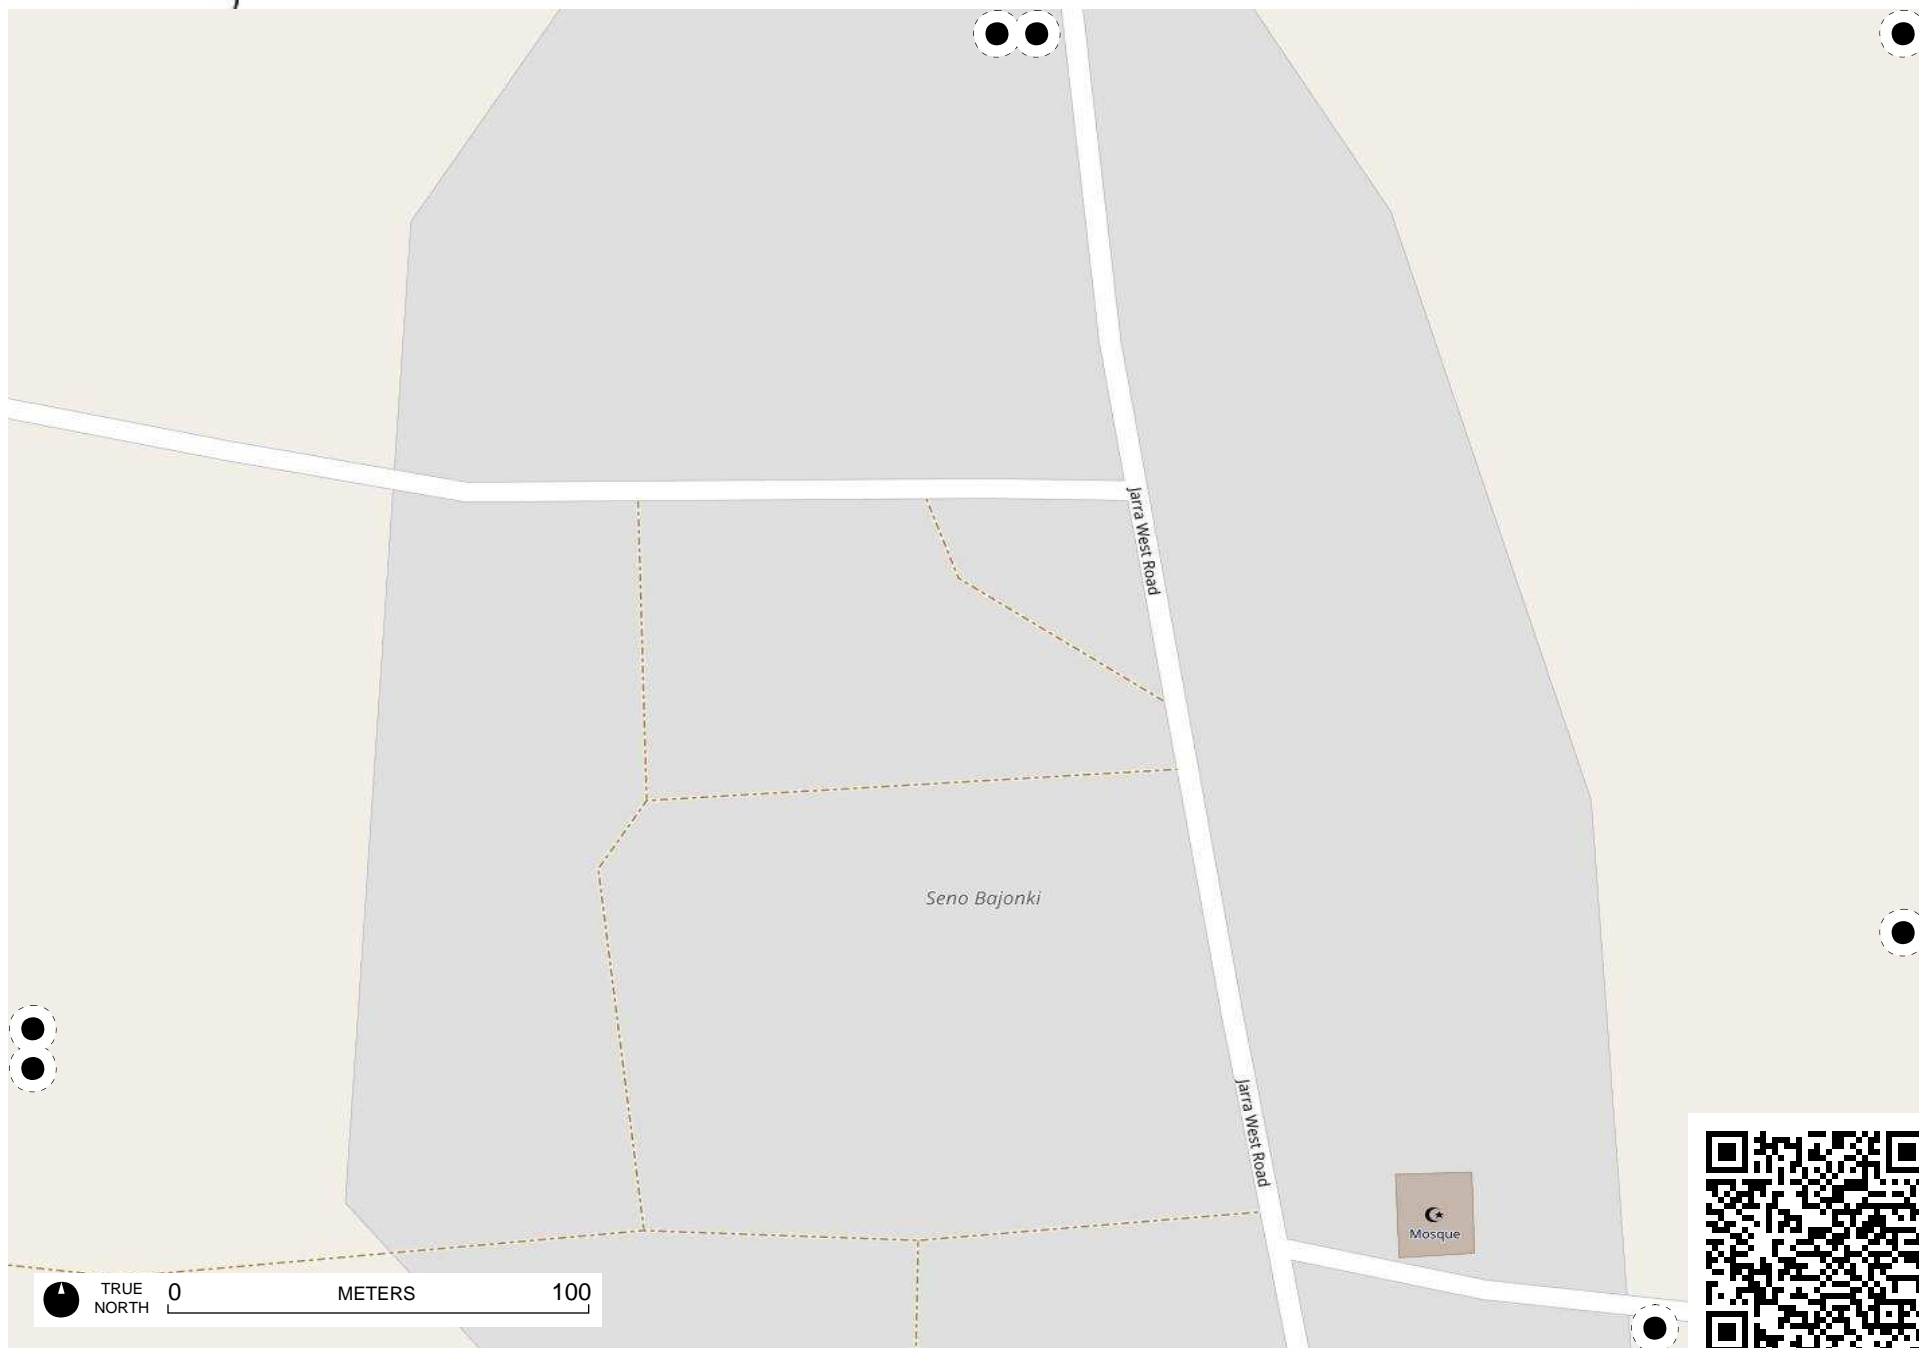 Jarra West Road
Seno Bajonki
Jarra West Road
Mosque
TRUE
NORTH
0 METERS 100